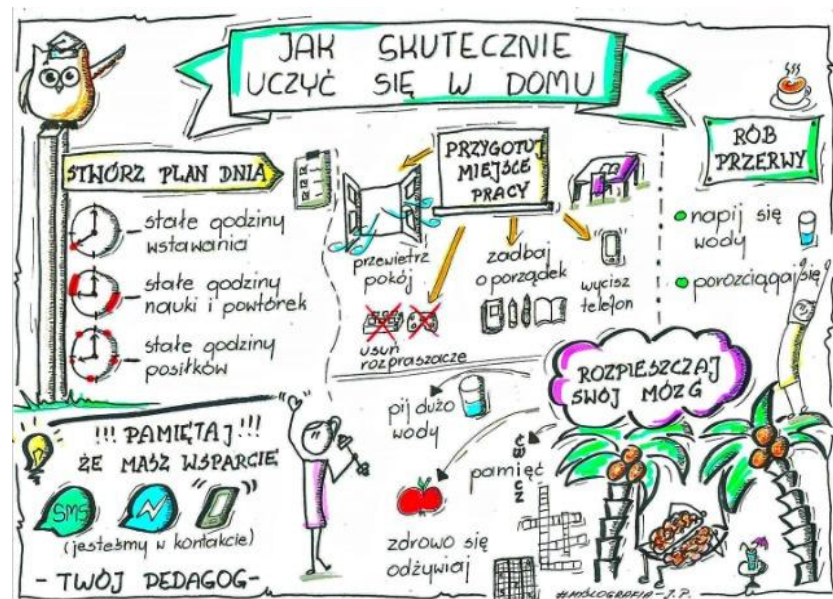 JAK SKUTECZNIE
UCZYĆ SIĘ W DOMU
STWÓRZ PLAN DNIA
stałe godziny
wstawania
stałe godziny
nauki i powtórek
stałe godziny
posiłków
PRZYGOTUJ
MIEJSCE
PRACY
przewietrz
pokój
usuń
rozpraszacze
zadbaj
o porządek
wycisz
telefon
RÓB
PRZERWY
napij się
wody
porozciągaj się
!!! PAMIĘTAJ !!!
ŻE MASZ WSPARCIE
SMS
(jesteśmy w kontakcie)
- TWÓJ PEDAGOG -
ROZPIESZCZAJ
SWÓJ MÓZG
pij dużo
wody
ĆWICZ
pamięć
zdrowo się
odżywiaj
#MYŚLOGRAFIA - J.P.